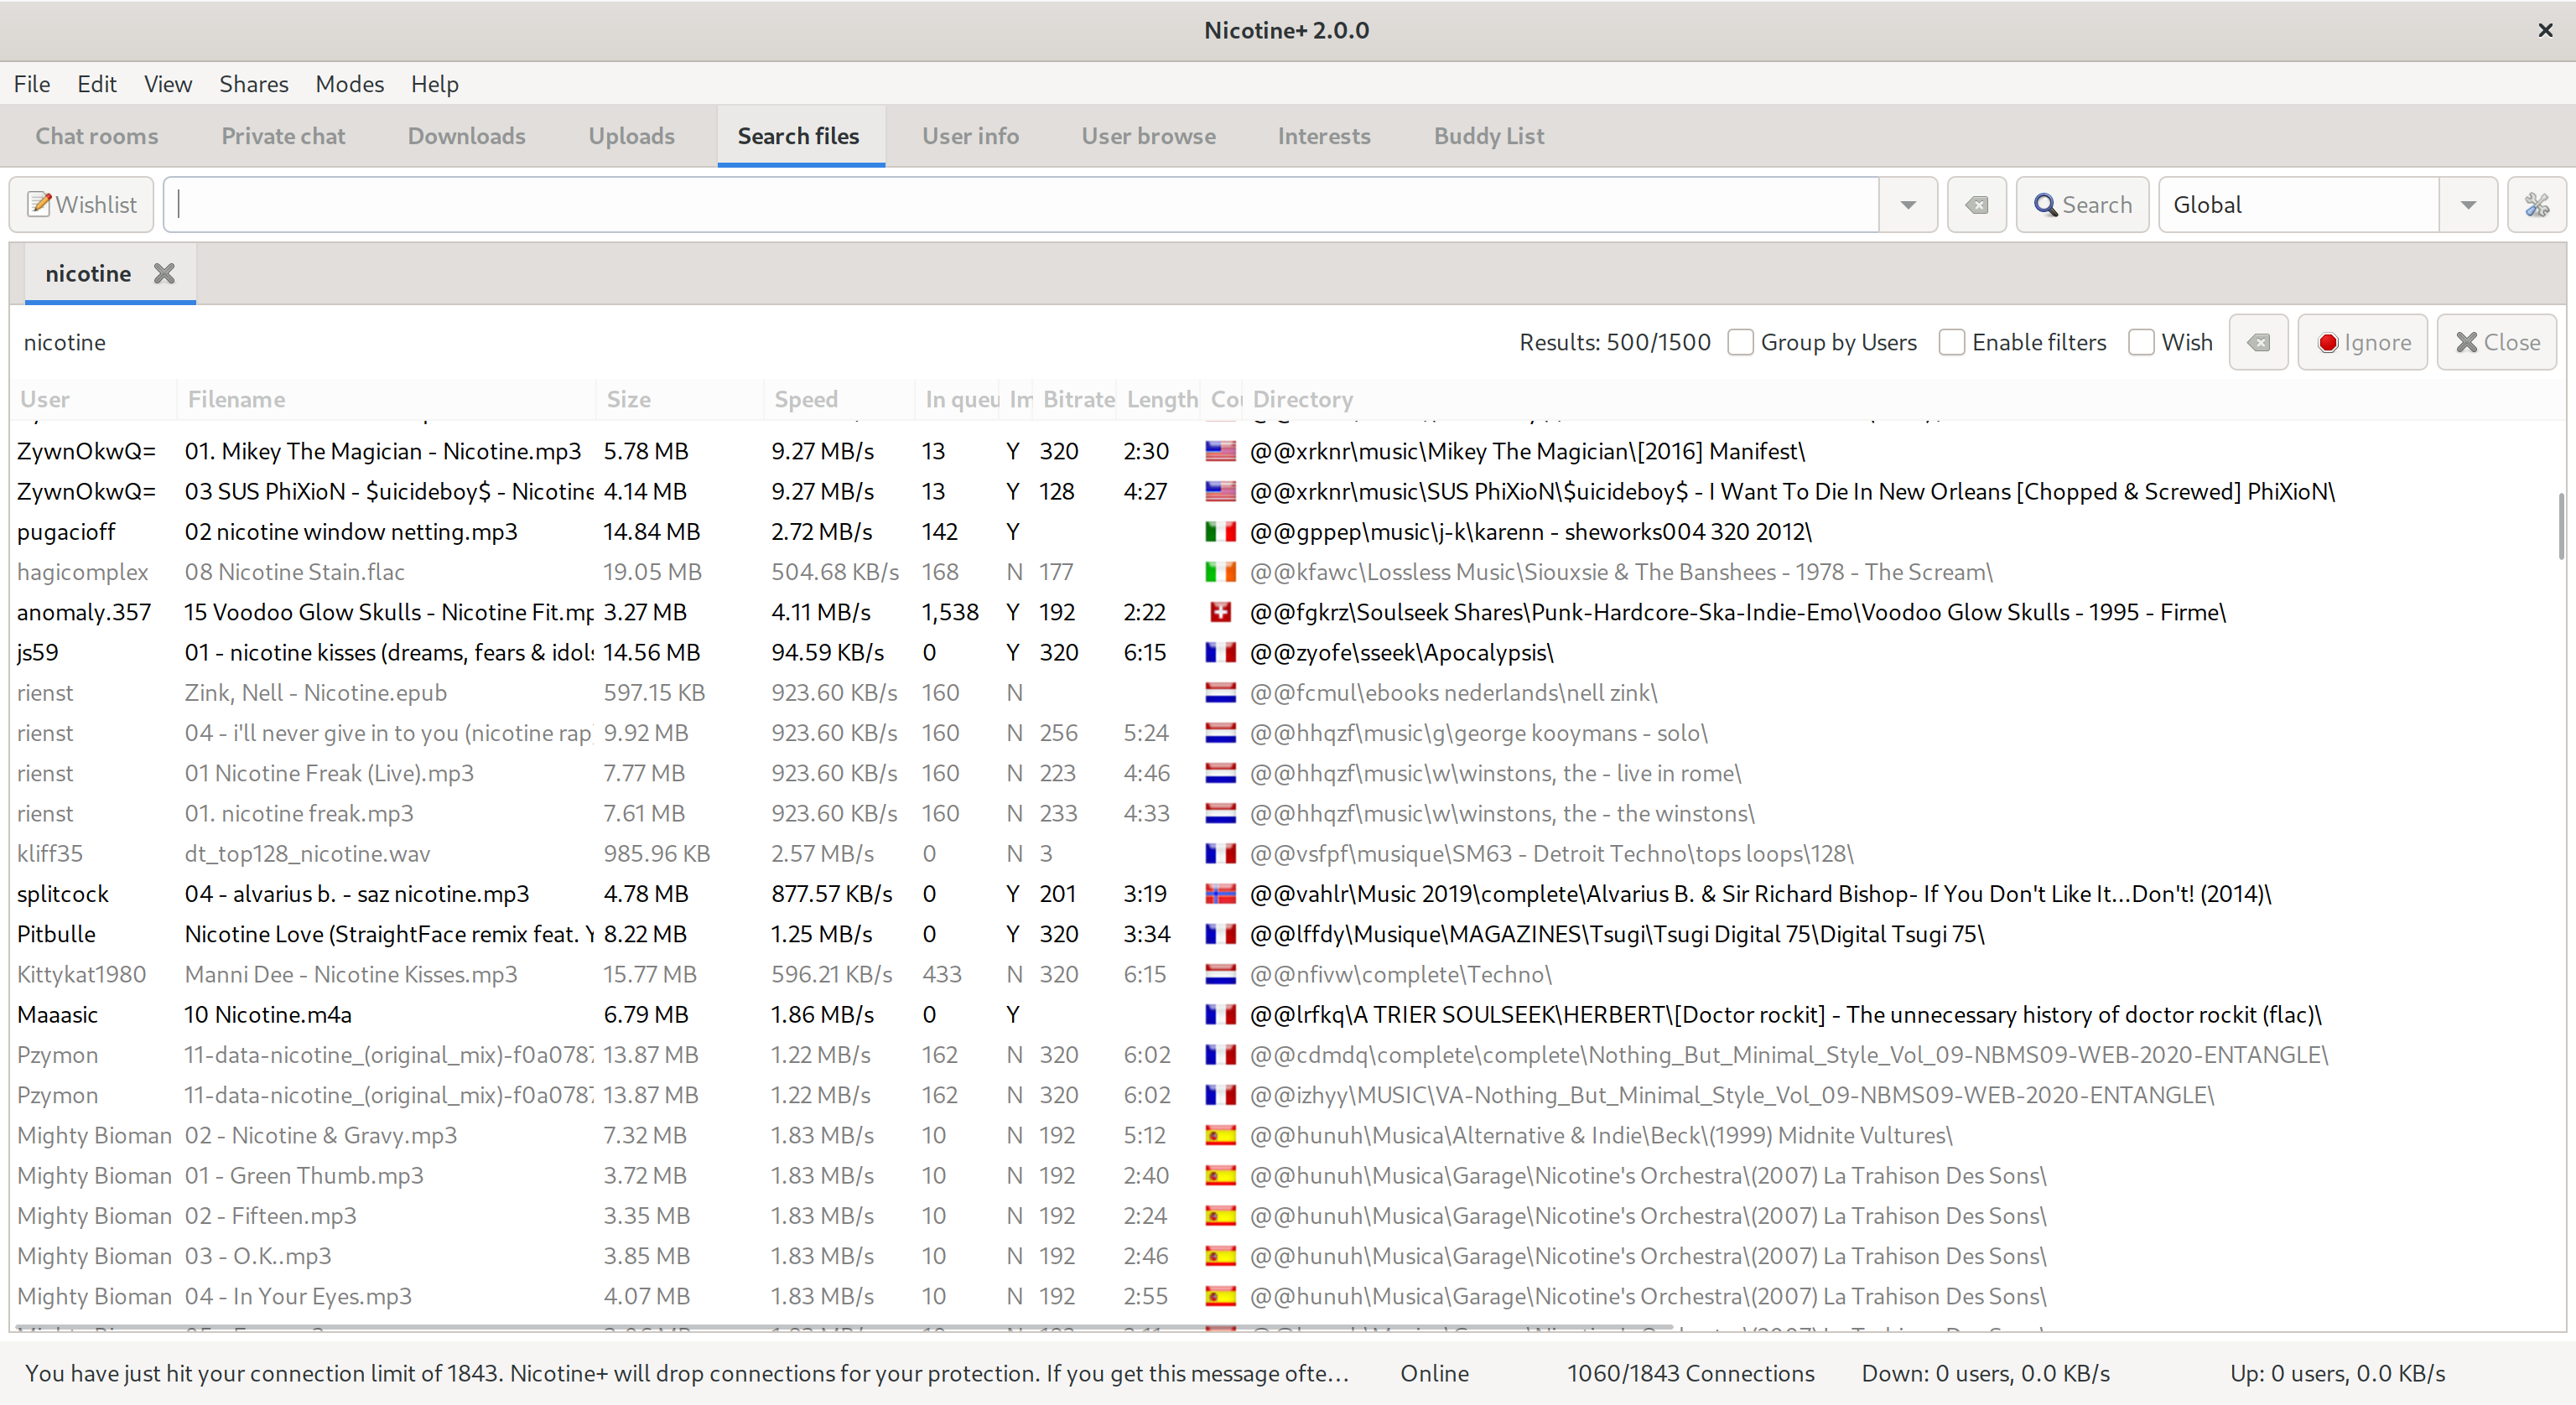 Nicotine+ 2.0.0
File Edit View Shares Modes Help
Chat rooms Private chat Downloads Uploads Search files User info User browse Interests Buddy List
Wishlist Search Global
nicotine
nicotine Results: 500/1500 Group by Users Enable filters Wish Ignore Close
User Filename Size Speed In queu Im Bitrate Length Cou Directory
ZywnOkwQ= 01. Mikey The Magician - Nicotine.mp3 5.78 MB 9.27 MB/s 13 Y 320 2:30 @@xrknr\music\Mikey The Magician\[2016] Manifest\
ZywnOkwQ= 03 SUS PhiXioN - $uicideboy$ - Nicotine 4.14 MB 9.27 MB/s 13 Y 128 4:27 @@xrknr\music\SUS PhiXioN\$uicideboy$ - I Want To Die In New Orleans [Chopped & Screwed] PhiXioN\
pugacioff 02 nicotine window netting.mp3 14.84 MB 2.72 MB/s 142 Y @@gppep\music\j-k\karenn - sheworks004 320 2012\
hagicomplex 08 Nicotine Stain.flac 19.05 MB 504.68 KB/s 168 N 177 @@kfawc\Lossless Music\Siouxsie & The Banshees - 1978 - The Scream\
anomaly.357 15 Voodoo Glow Skulls - Nicotine Fit.mp 3.27 MB 4.11 MB/s 1,538 Y 192 2:22 @@fgkrz\Soulseek Shares\Punk-Hardcore-Ska-Indie-Emo\Voodoo Glow Skulls - 1995 - Firme\
js59 01 - nicotine kisses (dreams, fears & idols 14.56 MB 94.59 KB/s 0 Y 320 6:15 @@zyofe\sseek\Apocalypsis\
rienst Zink, Nell - Nicotine.epub 597.15 KB 923.60 KB/s 160 N @@fcmul\ebooks nederlands\nell zink\
rienst 04 - i'll never give in to you (nicotine rap) 9.92 MB 923.60 KB/s 160 N 256 5:24 @@hhqzf\music\g\george kooymans - solo\
rienst 01 Nicotine Freak (Live).mp3 7.77 MB 923.60 KB/s 160 N 223 4:46 @@hhqzf\music\w\winstons, the - live in rome\
rienst 01. nicotine freak.mp3 7.61 MB 923.60 KB/s 160 N 233 4:33 @@hhqzf\music\w\winstons, the - the winstons\
kliff35 dt_top128_nicotine.wav 985.96 KB 2.57 MB/s 0 N 3 @@vsfpf\musique\SM63 - Detroit Techno\tops loops\128\
splitcock 04 - alvarius b. - saz nicotine.mp3 4.78 MB 877.57 KB/s 0 Y 201 3:19 @@vahlr\Music 2019\complete\Alvarius B. & Sir Richard Bishop- If You Don't Like It...Don't! (2014)\
Pitbulle Nicotine Love (StraightFace remix feat. Y 8.22 MB 1.25 MB/s 0 Y 320 3:34 @@lffdy\Musique\MAGAZINES\Tsugi\Tsugi Digital 75\Digital Tsugi 75\
Kittykat1980 Manni Dee - Nicotine Kisses.mp3 15.77 MB 596.21 KB/s 433 N 320 6:15 @@nfivw\complete\Techno\
Maaasic 10 Nicotine.m4a 6.79 MB 1.86 MB/s 0 Y @@lrfkq\A TRIER SOULSEEK\HERBERT\[Doctor rockit] - The unnecessary history of doctor rockit (flac)\
Pzymon 11-data-nicotine_(original_mix)-f0a0787 13.87 MB 1.22 MB/s 162 N 320 6:02 @@cdmdq\complete\complete\Nothing_But_Minimal_Style_Vol_09-NBMS09-WEB-2020-ENTANGLE\
Pzymon 11-data-nicotine_(original_mix)-f0a0787 13.87 MB 1.22 MB/s 162 N 320 6:02 @@izhyy\MUSIC\VA-Nothing_But_Minimal_Style_Vol_09-NBMS09-WEB-2020-ENTANGLE\
Mighty Bioman 02 - Nicotine & Gravy.mp3 7.32 MB 1.83 MB/s 10 N 192 5:12 @@hunuh\Musica\Alternative & Indie\Beck\(1999) Midnite Vultures\
Mighty Bioman 01 - Green Thumb.mp3 3.72 MB 1.83 MB/s 10 N 192 2:40 @@hunuh\Musica\Garage\Nicotine's Orchestra\(2007) La Trahison Des Sons\
Mighty Bioman 02 - Fifteen.mp3 3.35 MB 1.83 MB/s 10 N 192 2:24 @@hunuh\Musica\Garage\Nicotine's Orchestra\(2007) La Trahison Des Sons\
Mighty Bioman 03 - O.K..mp3 3.85 MB 1.83 MB/s 10 N 192 2:46 @@hunuh\Musica\Garage\Nicotine's Orchestra\(2007) La Trahison Des Sons\
Mighty Bioman 04 - In Your Eyes.mp3 4.07 MB 1.83 MB/s 10 N 192 2:55 @@hunuh\Musica\Garage\Nicotine's Orchestra\(2007) La Trahison Des Sons\
You have just hit your connection limit of 1843. Nicotine+ will drop connections for your protection. If you get this message ofte... Online 1060/1843 Connections Down: 0 users, 0.0 KB/s Up: 0 users, 0.0 KB/s